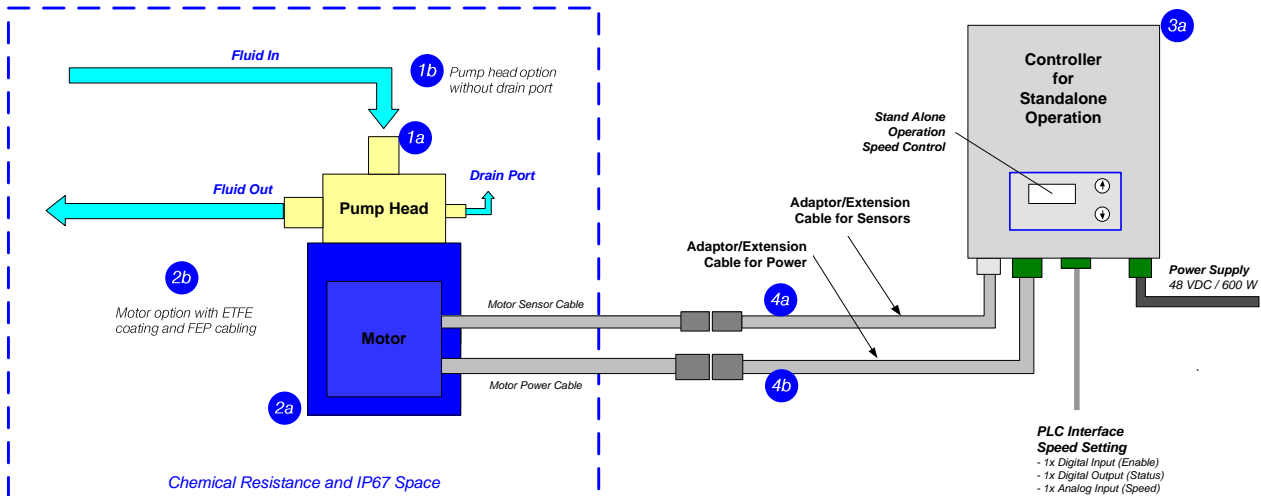 Fluid In
1b
Pump head option
without drain port
1a
Fluid Out
Drain Port
Pump Head
2b
Motor option with ETFE
coating and FEP cabling
Motor
2a
Motor Sensor Cable
Motor Power Cable
Chemical Resistance and IP67 Space
3a
Controller
for
Standalone
Operation
Stand Alone
Operation
Speed Control
Adaptor/Extension
Cable for Sensors
Adaptor/Extension
Cable for Power
4a
4b
Power Supply
48 VDC / 600 W
PLC Interface
Speed Setting
- 1x Digital Input (Enable)
- 1x Digital Output (Status)
- 1x Analog Input (Speed)